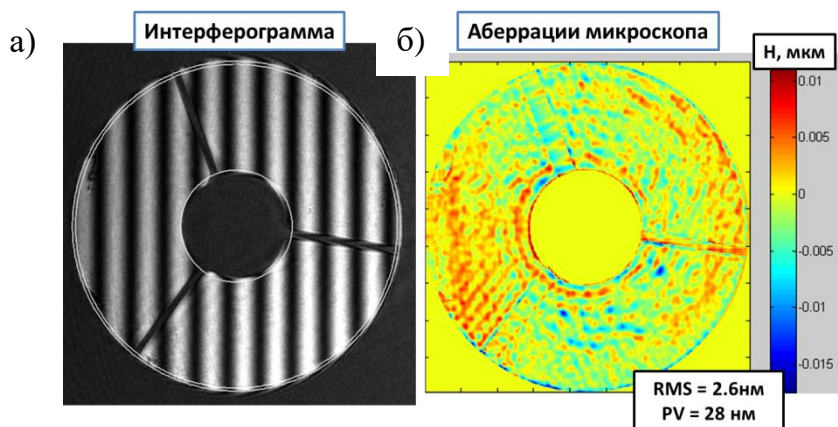 а)
Интерферограмма
б)
Аберрации микроскопа
H, мкм
0.01
0.005
0
-0.005
-0.01
-0.015
RMS = 2.6нм
PV = 28 нм